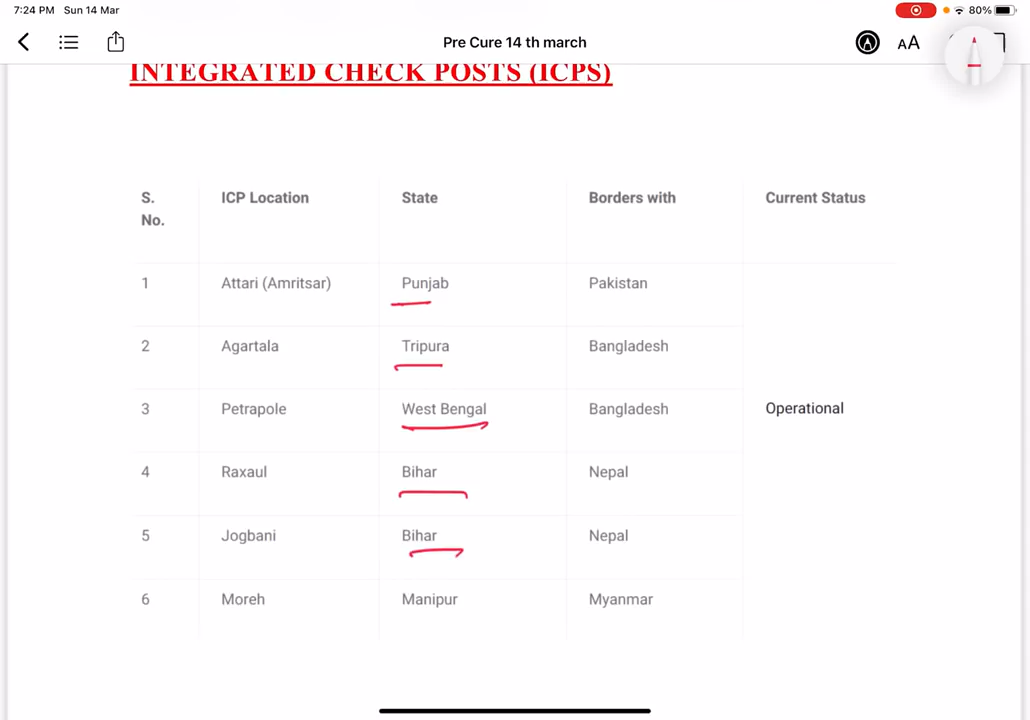 7:24 PM Sun 14 Mar
80%
Pre Cure 14 th march
AA
INTEGRATED CHECK POSTS (ICPS)
S. No. ICP Location State Borders with Current Status
1 Attari (Amritsar) Punjab Pakistan
2 Agartala Tripura Bangladesh
3 Petrapole West Bengal Bangladesh Operational
4 Raxaul Bihar Nepal
5 Jogbani Bihar Nepal
6 Moreh Manipur Myanmar